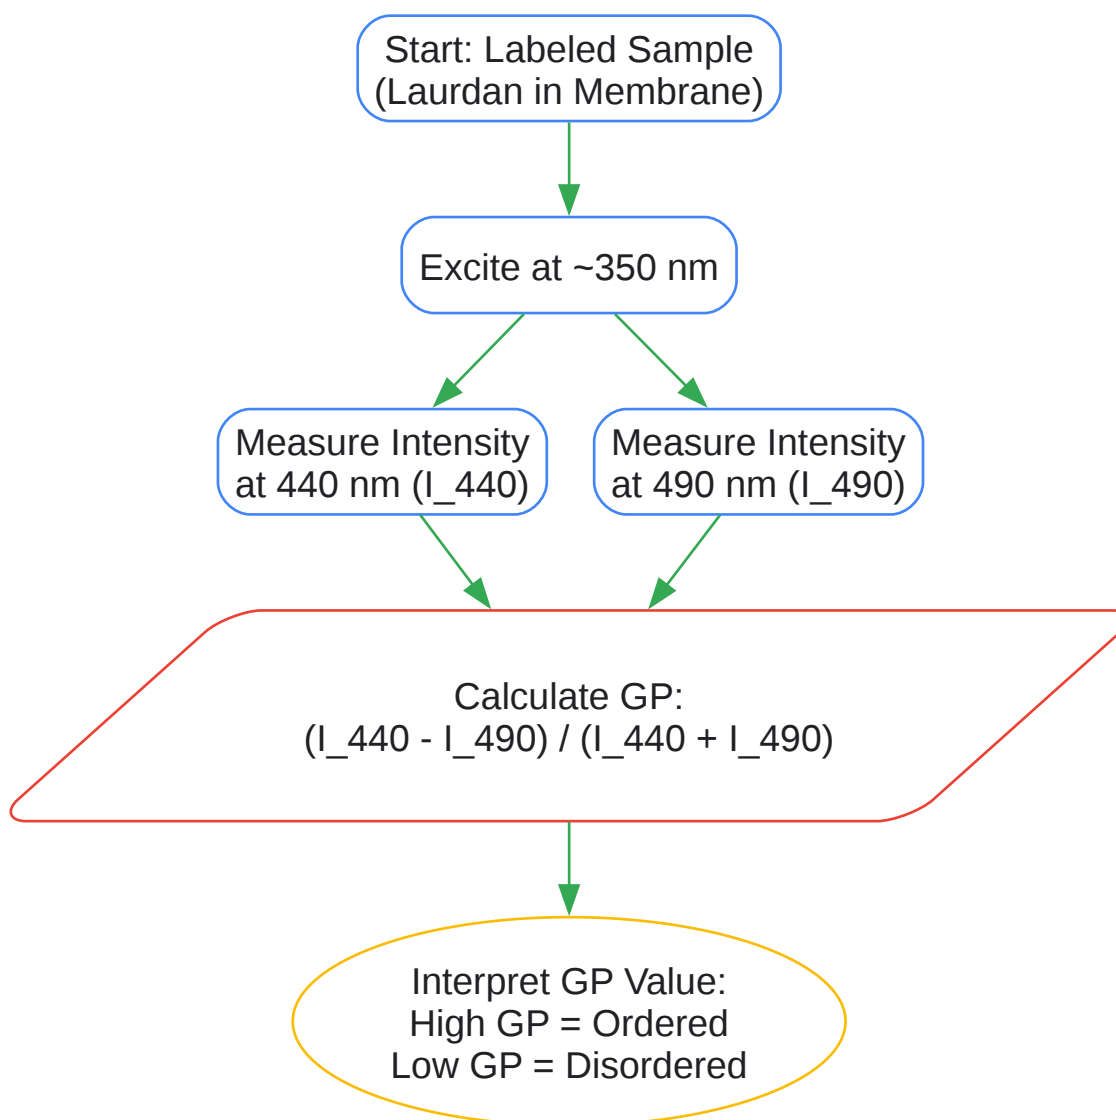 Start: Labeled Sample
(Laurdan in Membrane)
Excite at ~350 nm
Measure Intensity
at 440 nm (I_440)
Measure Intensity
at 490 nm (I_490)
Calculate GP:
(I_440 - I_490) / (I_440 + I_490)
Interpret GP Value:
High GP = Ordered
Low GP = Disordered